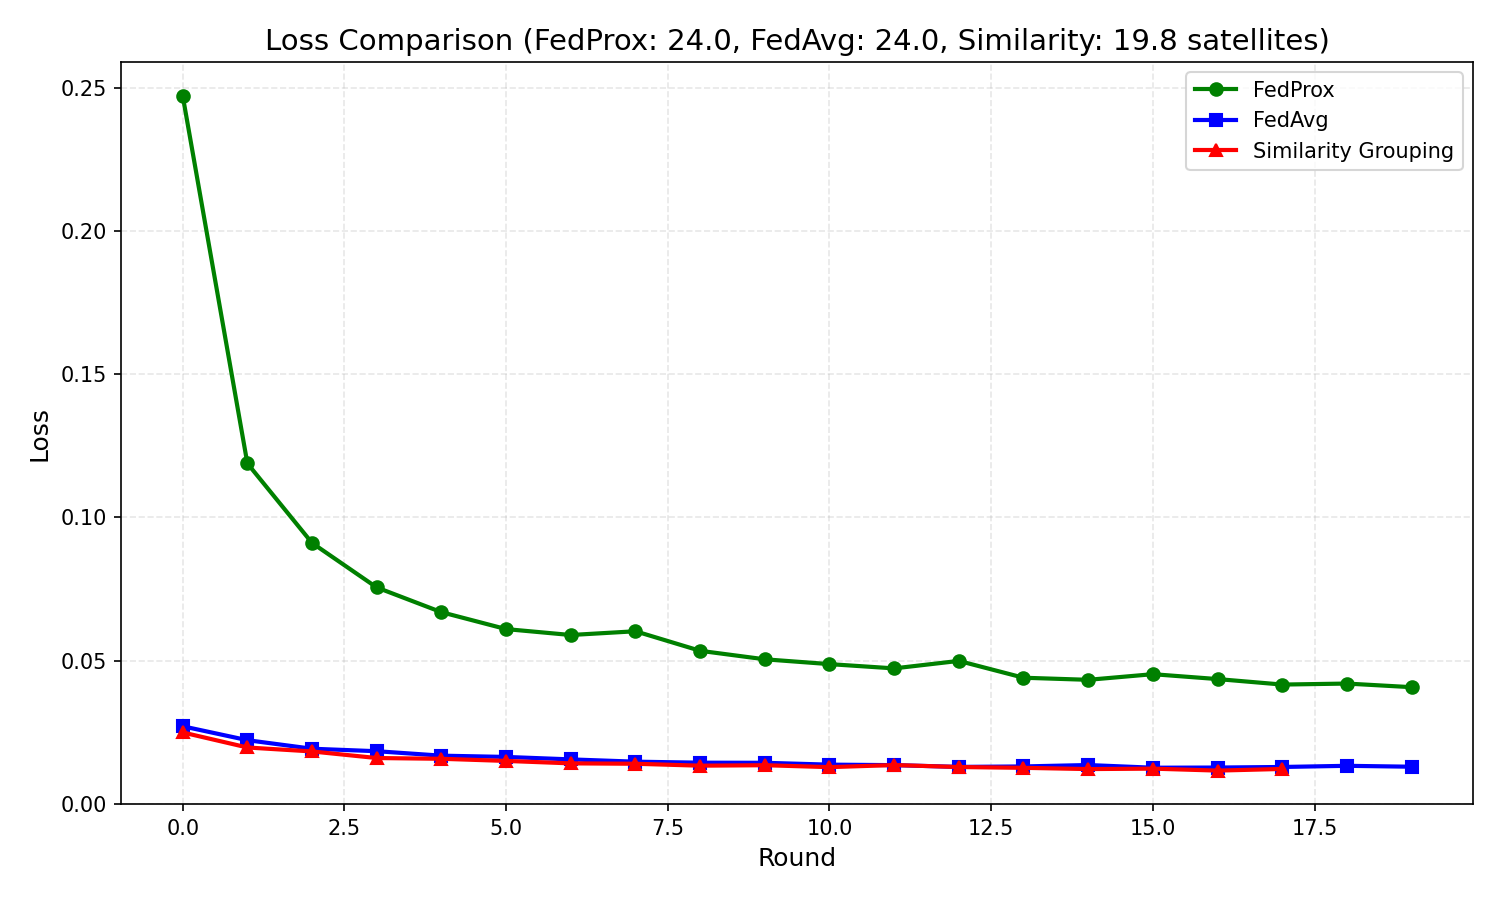 Loss Comparison (FedProx: 24.0, FedAvg: 24.0, Similarity: 19.8 satellites)
FedProx
FedAvg
Similarity Grouping
Loss
0.25
0.20
0.15
0.10
0.05
0.00
0.0 2.5 5.0 7.5 10.0 12.5 15.0 17.5
Round